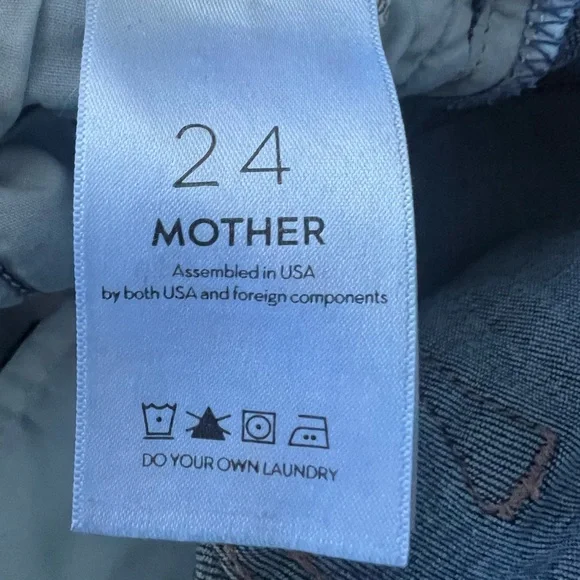 24
MOTHER
Assembled in USA
by both USA and foreign components
DO YOUR OWN LAUNDRY